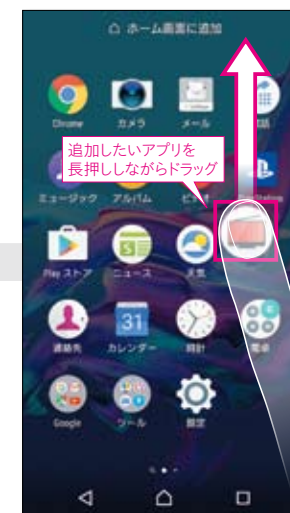 ホーム画面に追加
Chrome カメラ メール
追加したいアプリを
長押ししながらドラッグ
ミュージック アルバム
Play ストア ニュース 天気
31
連絡先 カレンダー 時計 電卓
Google ツール 設定